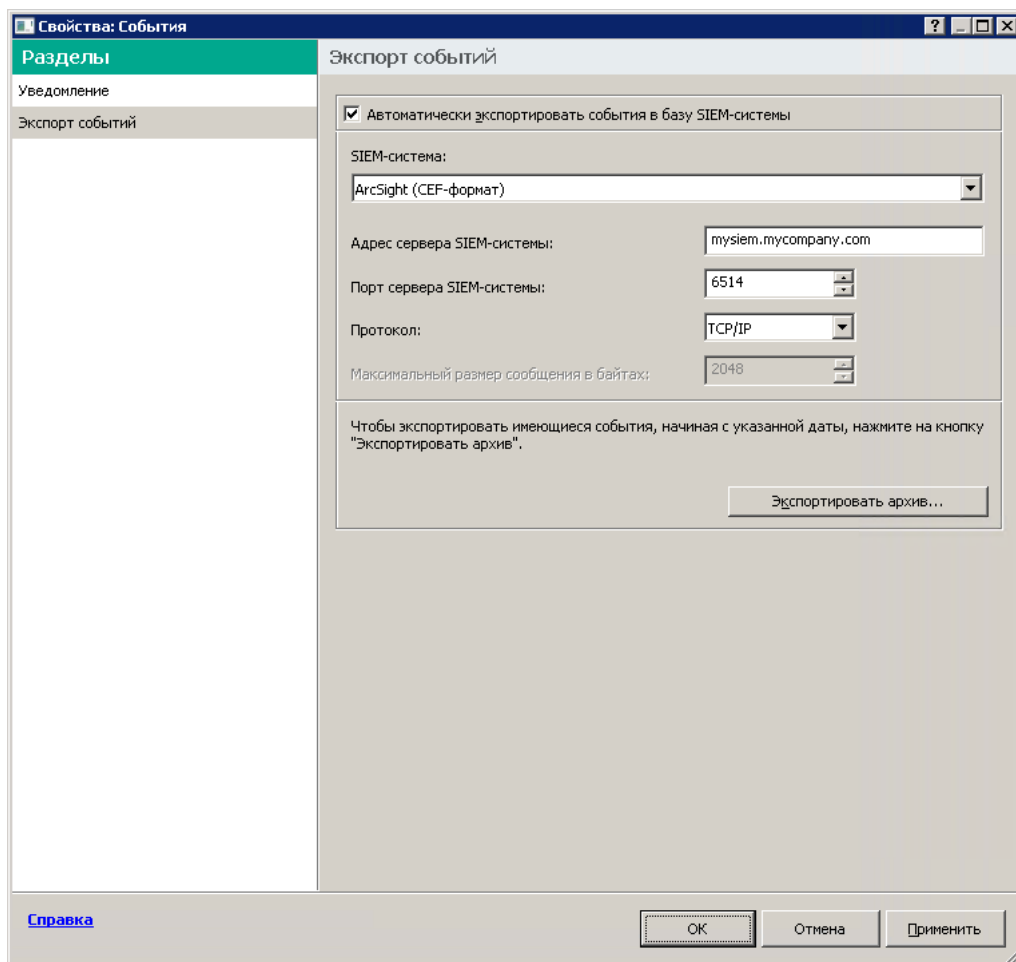 Свойства: События
Разделы
Экспорт событий
Уведомление
Экспорт событий
Автоматически экспортировать события в базу SIEM-системы
SIEM-система:
ArcSight (CEF-формат)
Адрес сервера SIEM-системы: mysiem.mycompany.com
Порт сервера SIEM-системы: 6514
Протокол: TCP/IP
Максимальный размер сообщения в байтах: 2048
Чтобы экспортировать имеющиеся события, начиная с указанной даты, нажмите на кнопку
"Экспортировать архив".
Экспортировать архив...
Справка
ОК
Отмена
Применить